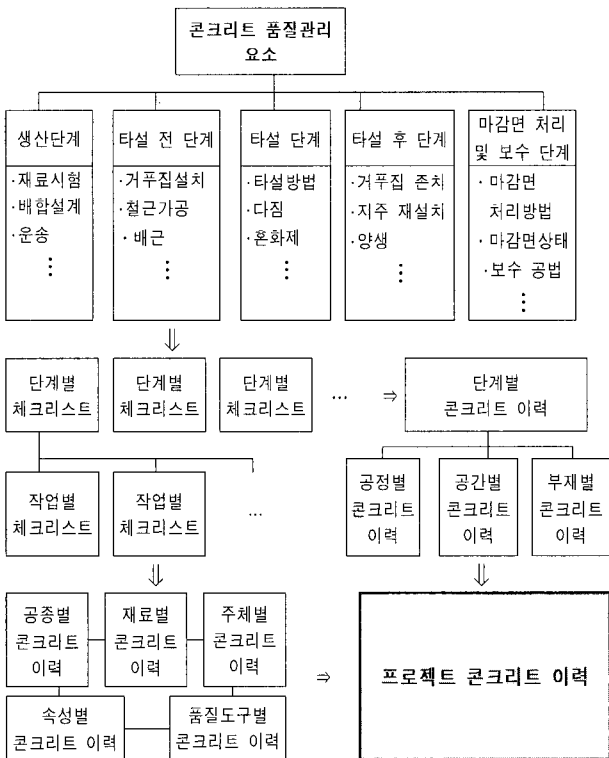 콘크리트 품질관리
요소
생산단계
·재료시험
·배합설계
·운송
⋮
타설 전 단계
·거푸집설치
·철근가공
·배근
⋮
타설 단계
·타설방법
·다짐
·혼화제
⋮
타설 후 단계
·거푸집 존치
·지주 재설치
·양생
⋮
마감면 처리
및 보수 단계
·마감면
처리방법
·마감면상태
·보수 공법
⋮
⇓
단계별
체크리스트
단계별
체크리스트
단계별
체크리스트
…
⇒
단계별
콘크리트 이력
작업별
체크리스트
작업별
체크리스트
…
공정별
콘크리트
이력
공간별
콘크리트
이력
부재별
콘크리트
이력
⇓
⇓
공종별
콘크리트
이력
재료별
콘크리트
이력
주체별
콘크리트
이력
속성별
콘크리트 이력
품질도구별
콘크리트 이력
⇒
프로젝트 콘크리트 이력